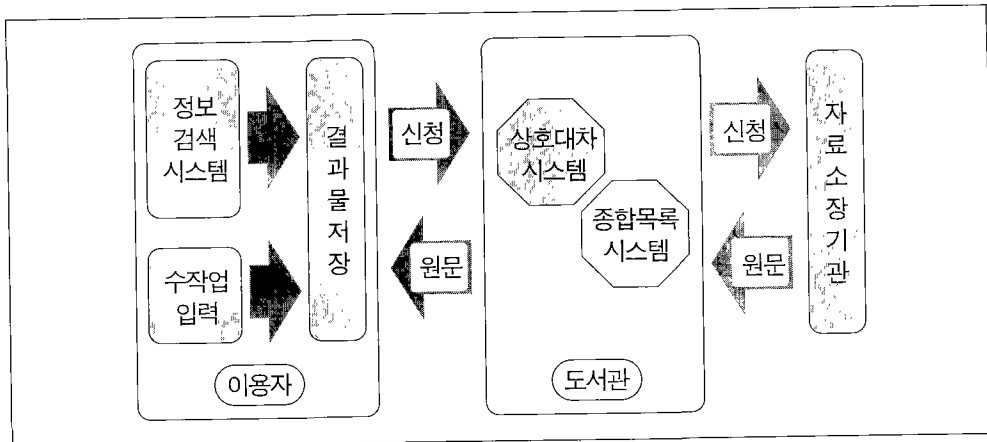 정보
검색
시스템
수작업
입력
결
과
물
저
장
이용자
신청
원문
상호대차
시스템
종합목록
시스템
도서관
신청
원문
자
료
소
장
기
관